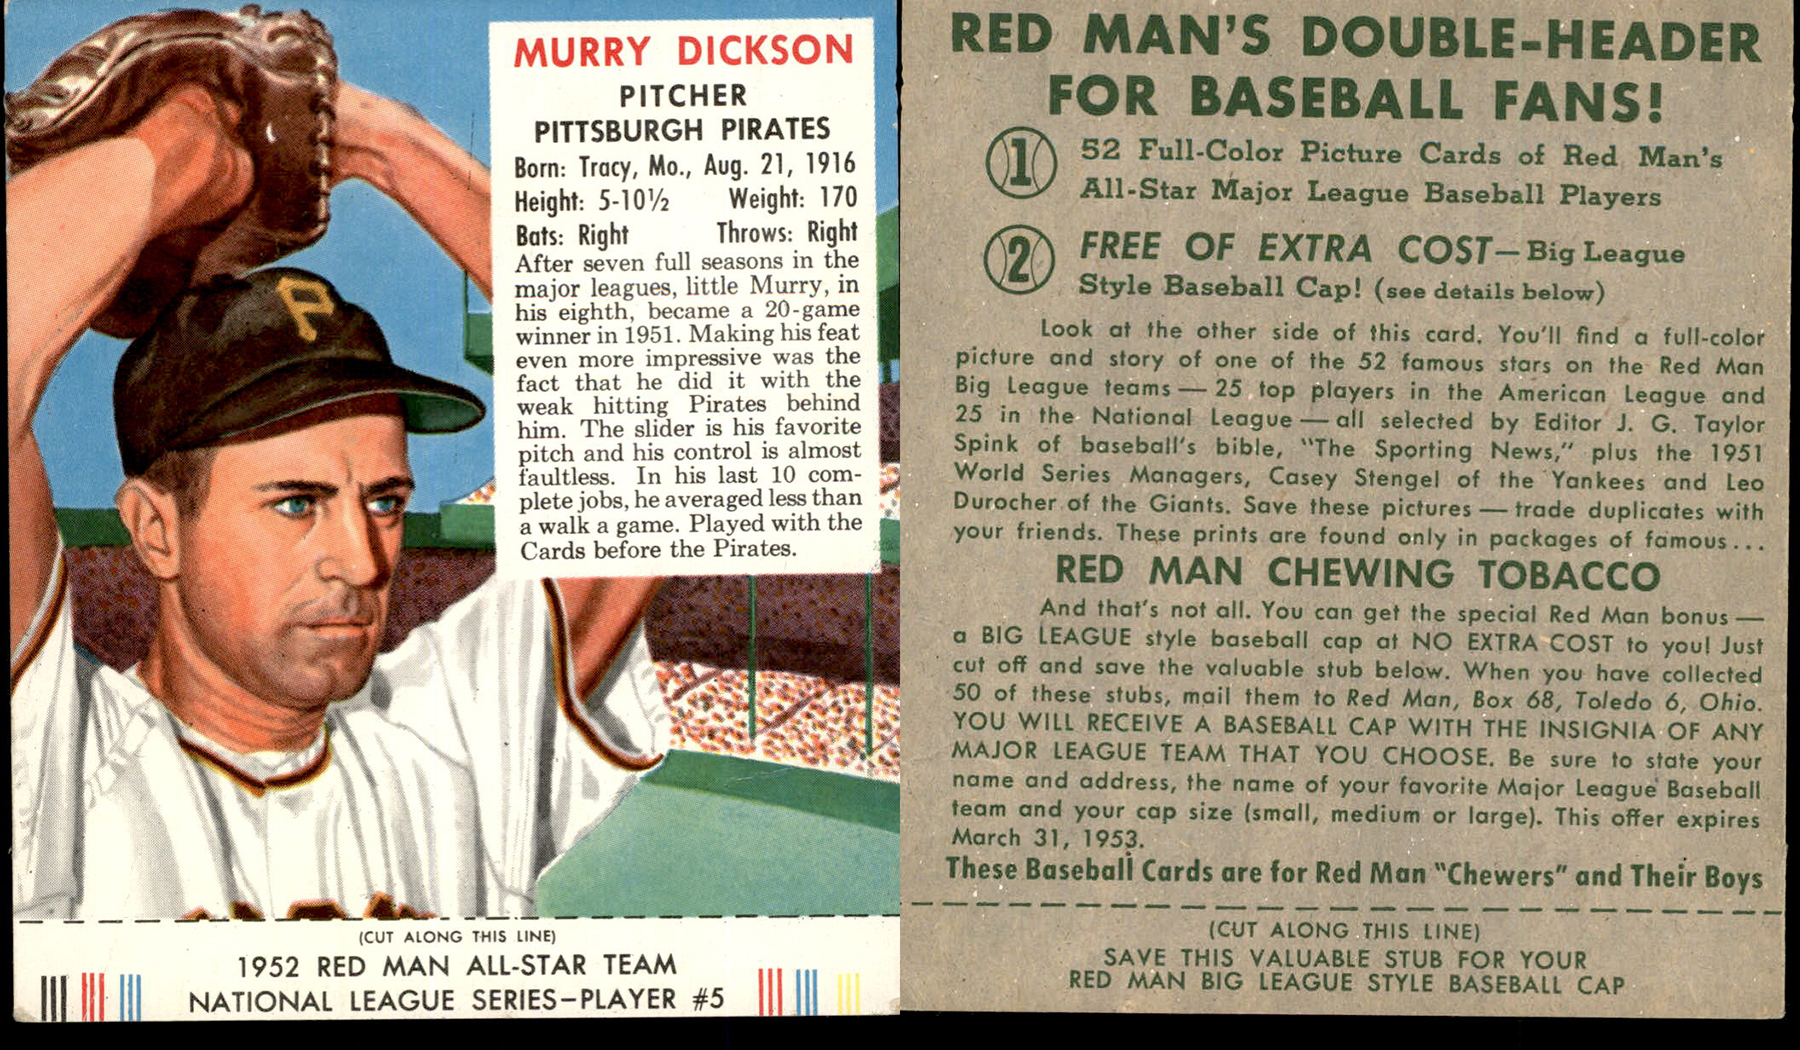 MURRY DICKSON
PITCHER
PITTSBURGH PIRATES
Born: Tracy, Mo., Aug. 21, 1916
Height: 5-10½ Weight: 170
Bats: Right Throws: Right
After seven full seasons in the
major leagues, little Murry, in
his eighth, became a 20-game
winner in 1951. Making his feat
even more impressive was the
fact that he did it with the
weak hitting Pirates behind
him. The slider is his favorite
pitch and his control is almost
faultless. In his last 10 com-
plete jobs, he averaged less than
a walk a game. Played with the
Cards before the Pirates.
P
(CUT ALONG THIS LINE)
1952 RED MAN ALL-STAR TEAM
NATIONAL LEAGUE SERIES—PLAYER #5
RED MAN'S DOUBLE-HEADER
FOR BASEBALL FANS!
1 52 Full-Color Picture Cards of Red Man's
All-Star Major League Baseball Players
2 FREE OF EXTRA COST—Big League
Style Baseball Cap! (see details below)
Look at the other side of this card. You'll find a full-color
picture and story of one of the 52 famous stars on the Red Man
Big League teams — 25 top players in the American League and
25 in the National League — all selected by Editor J. G. Taylor
Spink of baseball's bible, "The Sporting News," plus the 1951
World Series Managers, Casey Stengel of the Yankees and Leo
Durocher of the Giants. Save these pictures — trade duplicates with
your friends. These prints are found only in packages of famous...
RED MAN CHEWING TOBACCO
And that's not all. You can get the special Red Man bonus —
a BIG LEAGUE style baseball cap at NO EXTRA COST to you! Just
cut off and save the valuable stub below. When you have collected
50 of these stubs, mail them to Red Man, Box 68, Toledo 6, Ohio.
YOU WILL RECEIVE A BASEBALL CAP WITH THE INSIGNIA OF ANY
MAJOR LEAGUE TEAM THAT YOU CHOOSE. Be sure to state your
name and address, the name of your favorite Major League Baseball
team and your cap size (small, medium or large). This offer expires
March 31, 1953.
These Baseball Cards are for Red Man "Chewers" and Their Boys
(CUT ALONG THIS LINE)
SAVE THIS VALUABLE STUB FOR YOUR
RED MAN BIG LEAGUE STYLE BASEBALL CAP